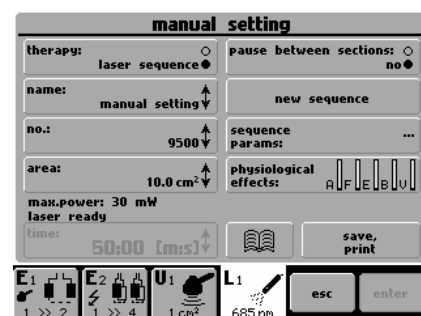 manual setting
therapy:
laser sequence
pause between sections:
no
name:
manual setting
new sequence
no.:
9500
sequence
params:
...
area:
10.0 cm²
physiological
effects:
A F E B V
max.power: 30 mW
laser ready
time:
50:00 [m:s]
save,
print
E1
1 >> 2
E2
1 >> 4
U1
1 cm²
L1
685 nm
esc
enter